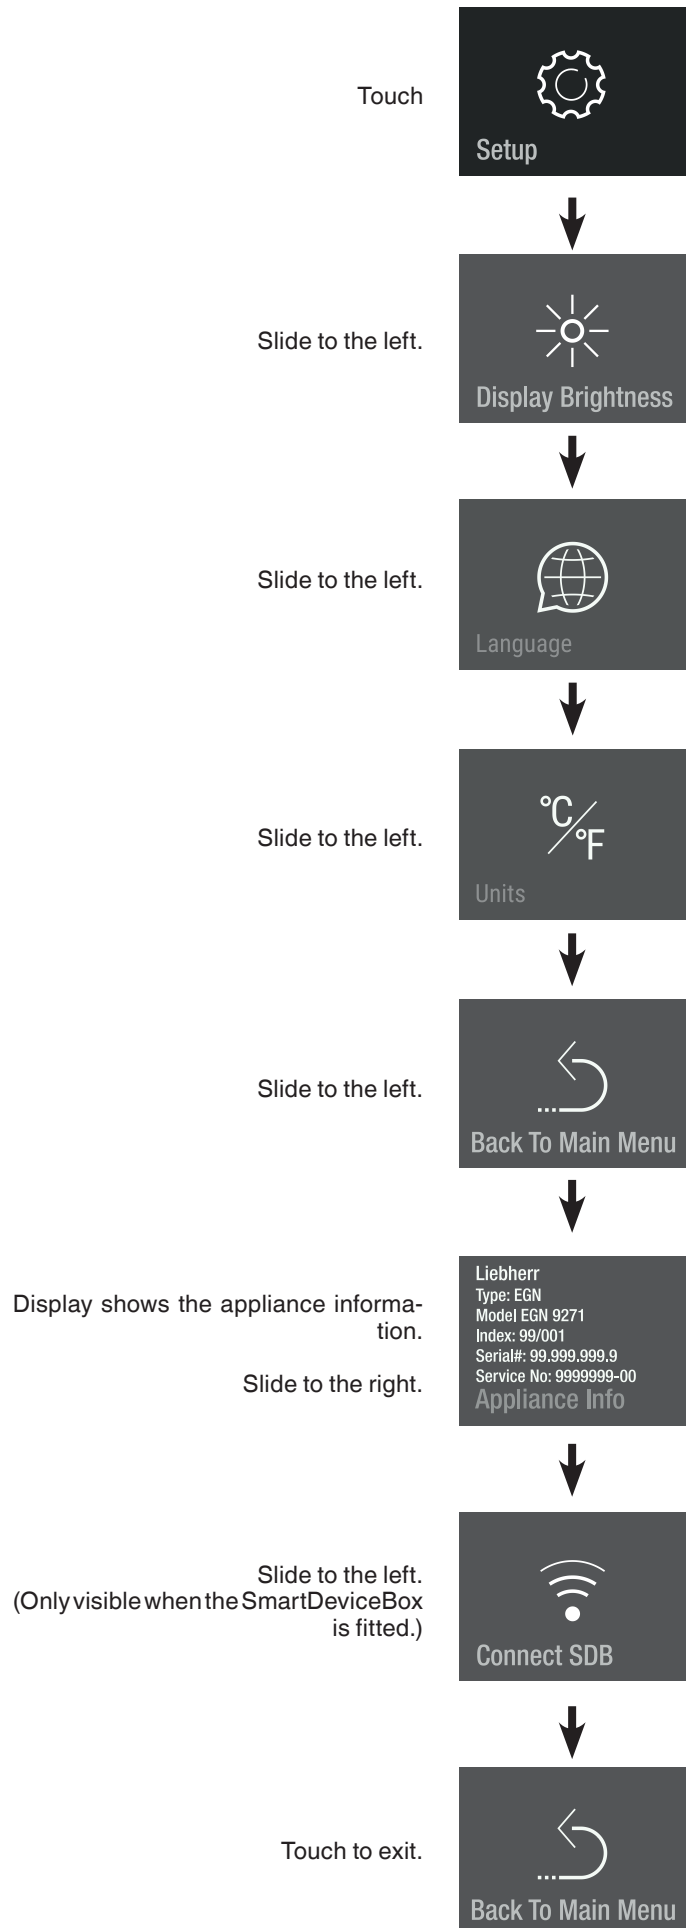 Touch
Setup
Slide to the left.
Display Brightness
Slide to the left.
Language
Slide to the left.
°C/°F
Units
Slide to the left.
Back To Main Menu
Display shows the appliance informa-
tion.
Slide to the right.
Liebherr
Type: EGN
Model EGN 9271
Index: 99/001
Serial#: 99.999.999.9
Service No: 9999999-00
Appliance Info
Slide to the left.
(Only visible when the SmartDeviceBox
is fitted.)
Connect SDB
Touch to exit.
Back To Main Menu